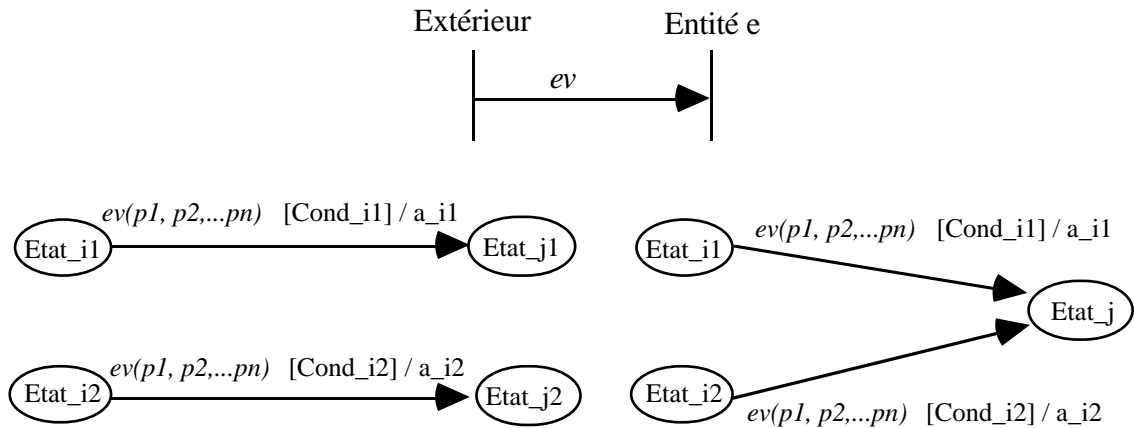 Extérieur
Entité e
ev
ev(p1, p2,...pn) [Cond_i1] / a_i1
Etat_i1
Etat_j1
ev(p1, p2,...pn) [Cond_i2] / a_i2
Etat_i2
Etat_j2
ev(p1, p2,...pn) [Cond_i1] / a_i1
Etat_i1
Etat_j
Etat_i2
ev(p1, p2,...pn) [Cond_i2] / a_i2